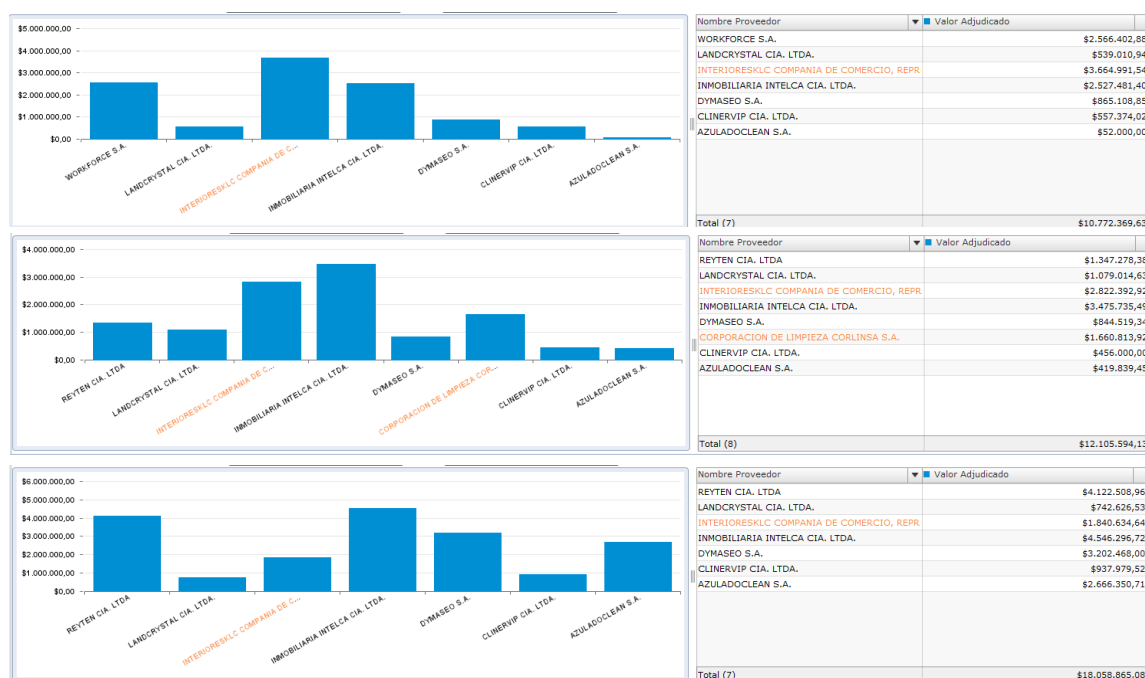 $5.000.000,00
$4.000.000,00
$3.000.000,00
$2.000.000,00
$1.000.000,00
$0,00
WORKFORCE S.A.
LANDCRYSTAL CIA. LTDA.
INTERIORESKLC COMPANIA DE C...
INMOBILIARIA INTELCA CIA. LTDA.
DYMASEO S.A.
CLINERVIP CIA. LTDA.
AZULADOCLEAN S.A.
Nombre Proveedor Valor Adjudicado
WORKFORCE S.A. $2.566.402,88
LANDCRYSTAL CIA. LTDA. $539.010,94
INTERIORESKLC COMPANIA DE COMERCIO, REPR $3.664.991,54
INMOBILIARIA INTELCA CIA. LTDA. $2.527.481,40
DYMASEO S.A. $865.108,85
CLINERVIP CIA. LTDA. $557.374,02
AZULADOCLEAN S.A. $52.000,00
Total (7) $10.772.369,63
$4.000.000,00
$3.000.000,00
$2.000.000,00
$1.000.000,00
$0,00
REYTEN CIA. LTDA
LANDCRYSTAL CIA. LTDA.
INTERIORESKLC COMPANIA DE C...
INMOBILIARIA INTELCA CIA. LTDA.
DYMASEO S.A.
CORPORACION DE LIMPIEZA COR...
CLINERVIP CIA. LTDA.
AZULADOCLEAN S.A.
Nombre Proveedor Valor Adjudicado
REYTEN CIA. LTDA $1.347.278,38
LANDCRYSTAL CIA. LTDA. $1.079.014,63
INTERIORESKLC COMPANIA DE COMERCIO, REPR $2.822.392,92
INMOBILIARIA INTELCA CIA. LTDA. $3.475.735,49
DYMASEO S.A. $844.519,34
CORPORACION DE LIMPIEZA CORLINSA S.A. $1.660.813,92
CLINERVIP CIA. LTDA. $456.000,00
AZULADOCLEAN S.A. $419.839,45
Total (8) $12.105.594,13
$6.000.000,00
$5.000.000,00
$4.000.000,00
$3.000.000,00
$2.000.000,00
$1.000.000,00
$0,00
REYTEN CIA. LTDA
LANDCRYSTAL CIA. LTDA.
INTERIORESKLC COMPANIA DE C...
INMOBILIARIA INTELCA CIA. LTDA.
DYMASEO S.A.
CLINERVIP CIA. LTDA.
AZULADOCLEAN S.A.
Nombre Proveedor Valor Adjudicado
REYTEN CIA. LTDA $4.122.508,96
LANDCRYSTAL CIA. LTDA. $742.626,53
INTERIORESKLC COMPANIA DE COMERCIO, REPR $1.840.634,64
INMOBILIARIA INTELCA CIA. LTDA. $4.546.296,72
DYMASEO S.A. $3.202.468,00
CLINERVIP CIA. LTDA. $937.979,52
AZULADOCLEAN S.A. $2.666.350,71
Total (7) $18.058.865,08